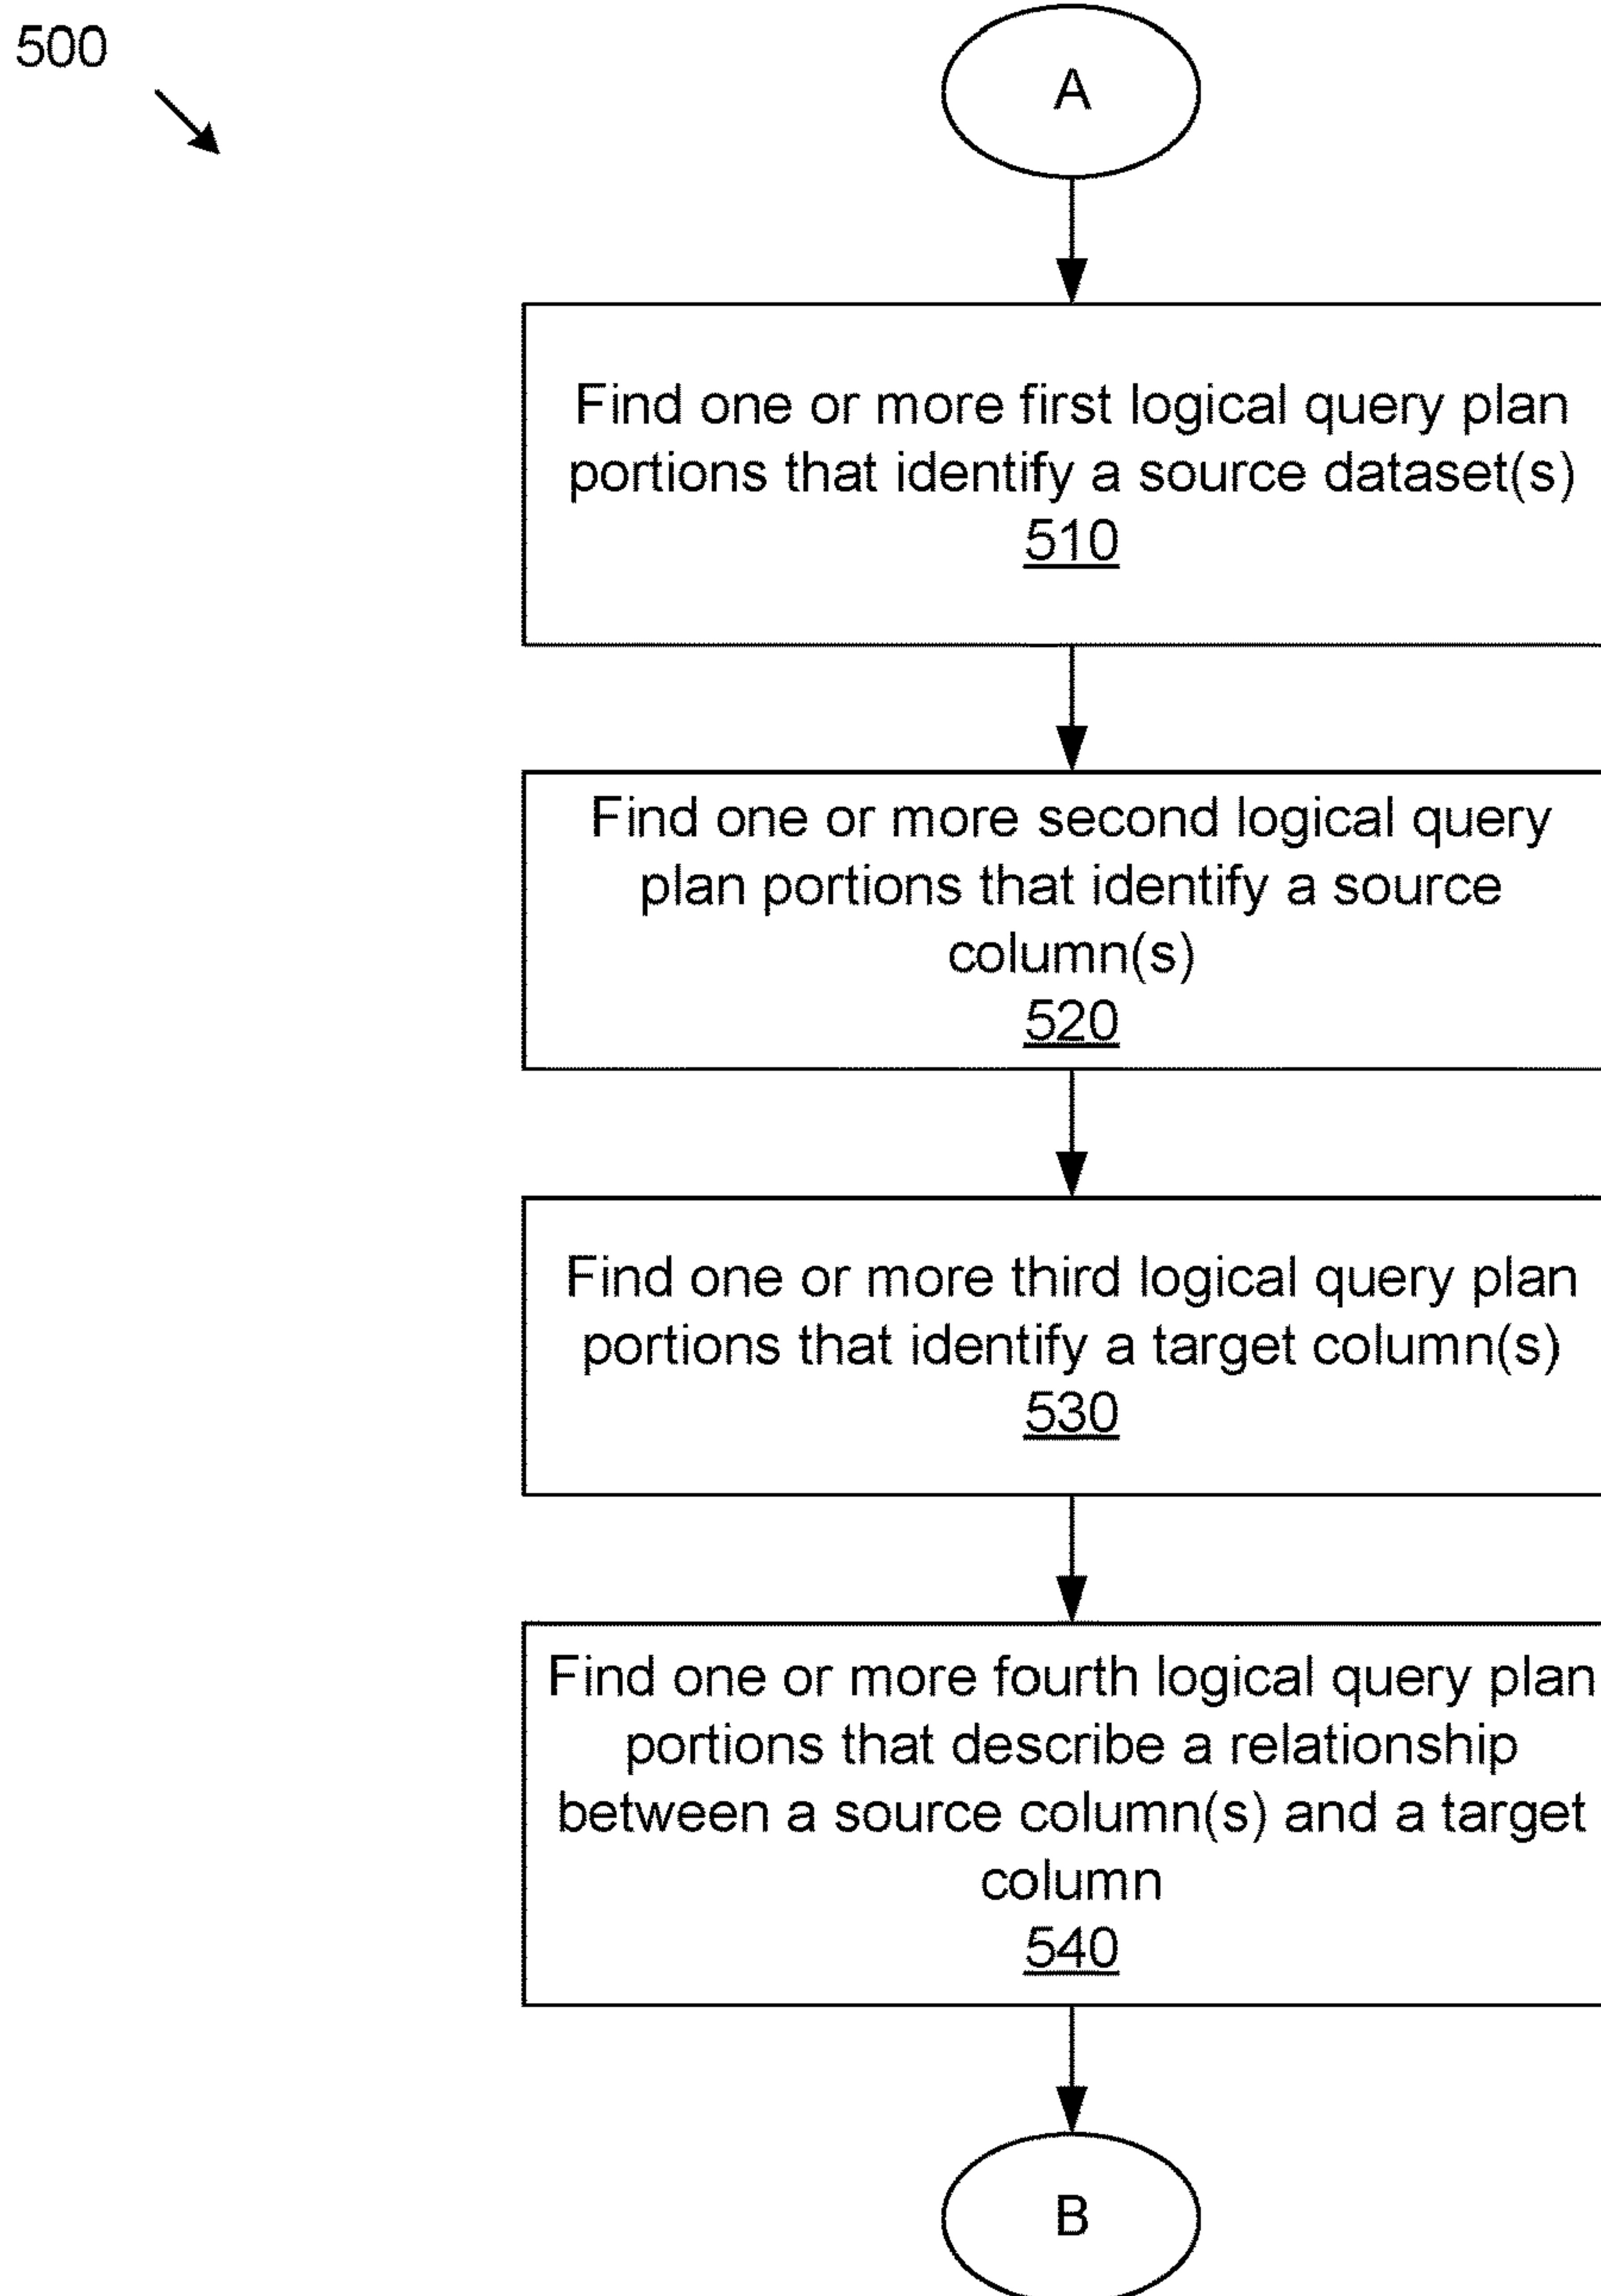 500
A
Find one or more first logical query plan
portions that identify a source dataset(s)
510
Find one or more second logical query
plan portions that identify a source
column(s)
520
Find one or more third logical query plan
portions that identify a target column(s)
530
Find one or more fourth logical query plan
portions that describe a relationship
between a source column(s) and a target
column
540
B